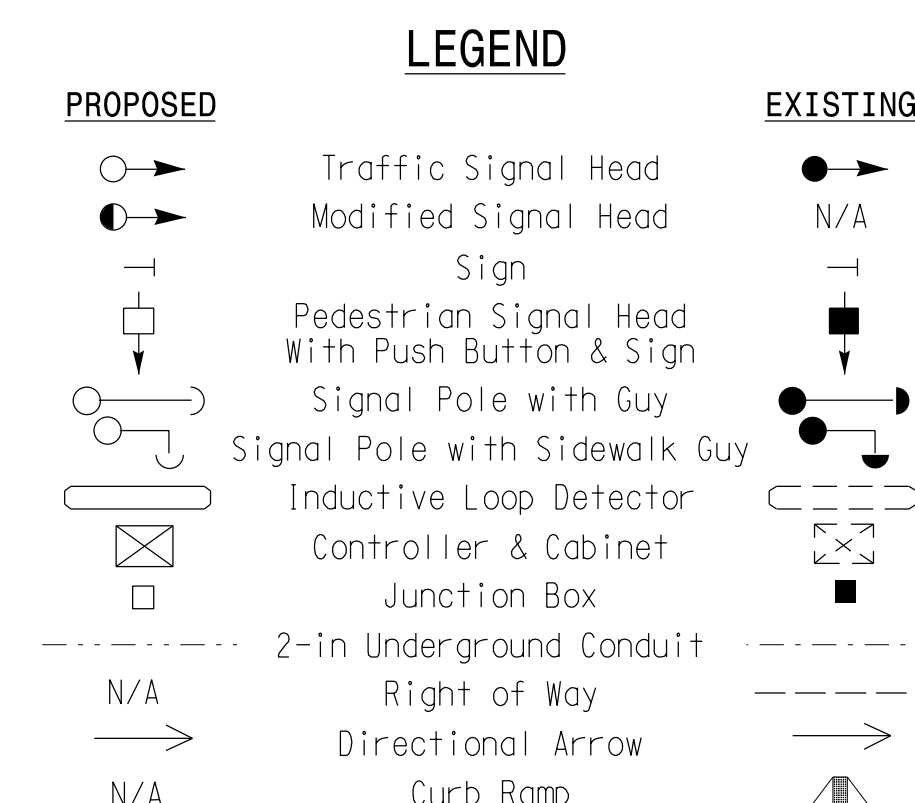 LEGEND
PROPOSED EXISTING
Traffic Signal Head
Modified Signal Head N/A
Sign
Pedestrian Signal Head
With Push Button & Sign
Signal Pole with Guy
Signal Pole with Sidewalk Guy
Inductive Loop Detector
Controller & Cabinet
Junction Box
2-in Underground Conduit
N/A Right of Way
Directional Arrow
N/A Curb Ramp